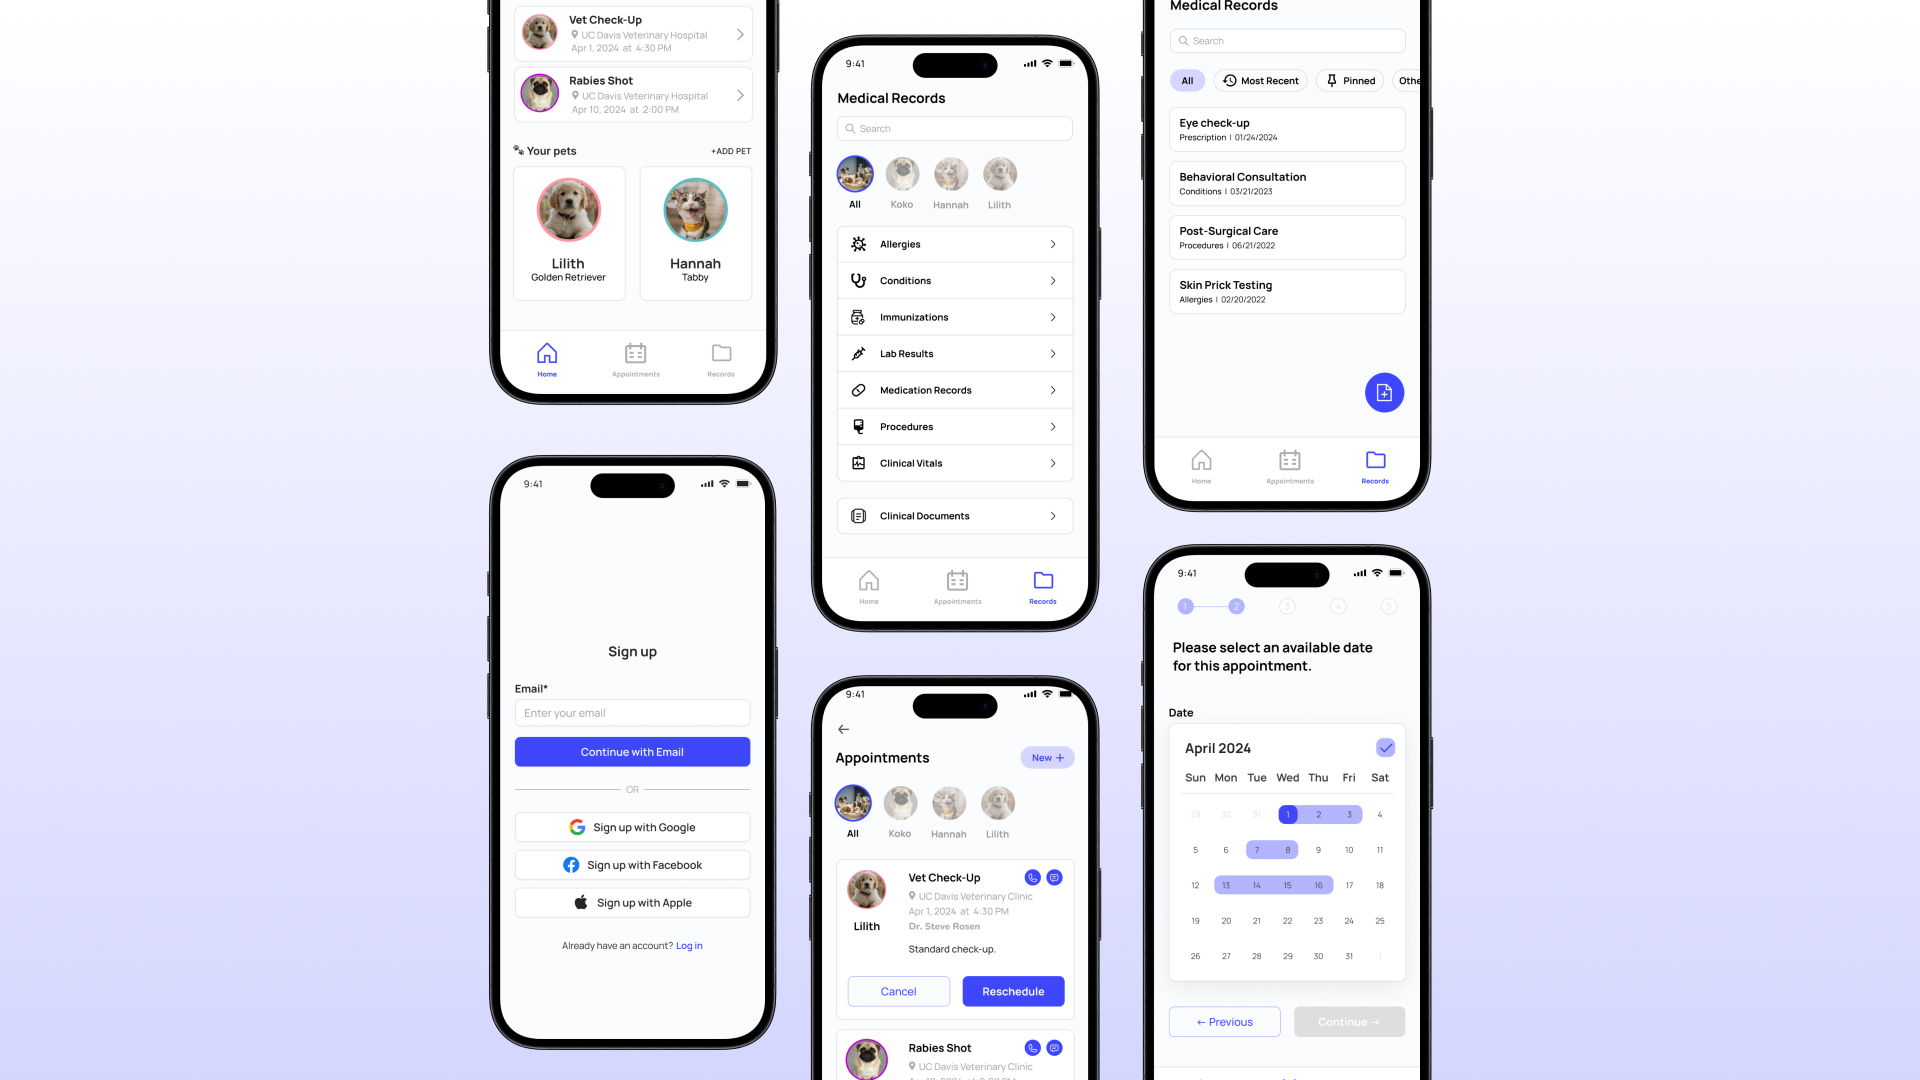 Vet Check-Up
UC Davis Veterinary Hospital
Apr 1, 2024 at 4:30 PM
Rabies Shot
UC Davis Veterinary Hospital
Apr 10, 2024 at 2:00 PM
Your pets
+ADD PET
Lilith
Golden Retriever
Hannah
Tabby
Home
Appointments
Records
9:41
Sign up
Email*
Enter your email
Continue with Email
OR
Sign up with Google
Sign up with Facebook
Sign up with Apple
Already have an account? Log in
9:41
Medical Records
Search
All
Koko
Hannah
Lilith
Allergies
Conditions
Immunizations
Lab Results
Medication Records
Procedures
Clinical Vitals
Clinical Documents
Home
Appointments
Records
9:41
Appointments
New +
All
Koko
Hannah
Lilith
Vet Check-Up
UC Davis Veterinary Clinic
Apr 1, 2024 at 4:30 PM
Dr. Steve Rosen
Lilith
Standard check-up.
Cancel
Reschedule
Rabies Shot
UC Davis Veterinary Clinic
Medical Records
Search
All
Most Recent
Pinned
Othe
Eye check-up
Prescription | 01/24/2024
Behavioral Consultation
Conditions | 03/21/2023
Post-Surgical Care
Procedures | 06/21/2022
Skin Prick Testing
Allergies | 02/20/2022
Home
Appointments
Records
9:41
1 2 3 4 5
Please select an available date
for this appointment.
Date
April 2024
Sun Mon Tue Wed Thu Fri Sat
29 30 31 1 2 3 4
5 6 7 8 9 10 11
12 13 14 15 16 17 18
19 20 21 22 23 24 25
26 27 28 29 30 31 1
← Previous
Continue →